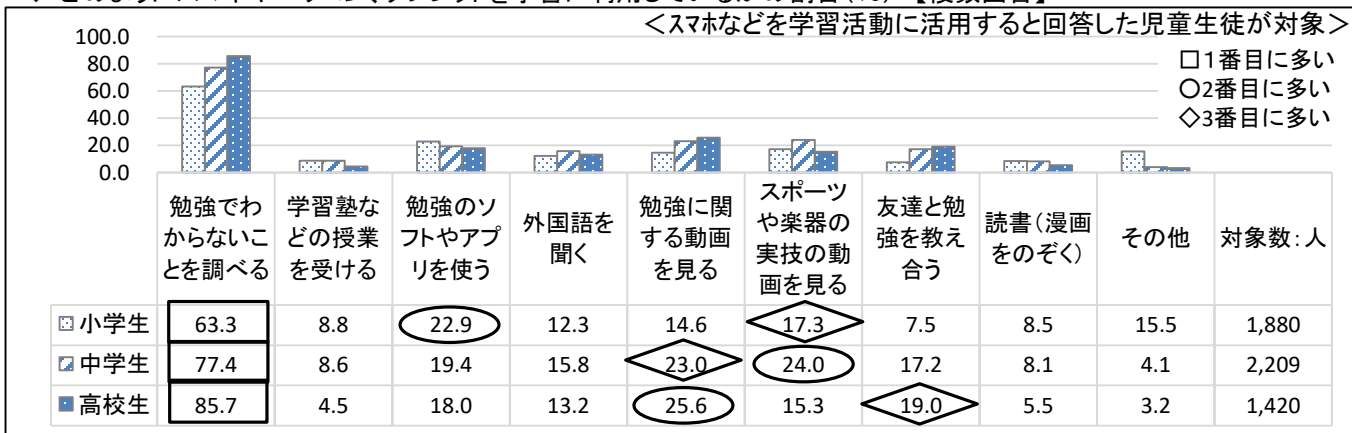 ＜スマホなどを学習活動に活用すると回答した児童生徒が対象＞
100.0
80.0
60.0
40.0
20.0
0.0
□1番目に多い
○2番目に多い
◇3番目に多い
勉強でわ
からないこ
とを調べる
学習塾な
どの授業
を受ける
勉強のソ
フトやアプ
リを使う
外国語を
聞く
勉強に関
する動画
を見る
スポーツ
や楽器の
実技の動
画を見る
友達と勉
強を教え
合う
読書（漫画
をのぞく）
その他
対象数：人
小学生 63.3 8.8 22.9 12.3 14.6 17.3 7.5 8.5 15.5 1,880
中学生 77.4 8.6 19.4 15.8 23.0 24.0 17.2 8.1 4.1 2,209
高校生 85.7 4.5 18.0 13.2 25.6 15.3 19.0 5.5 3.2 1,420